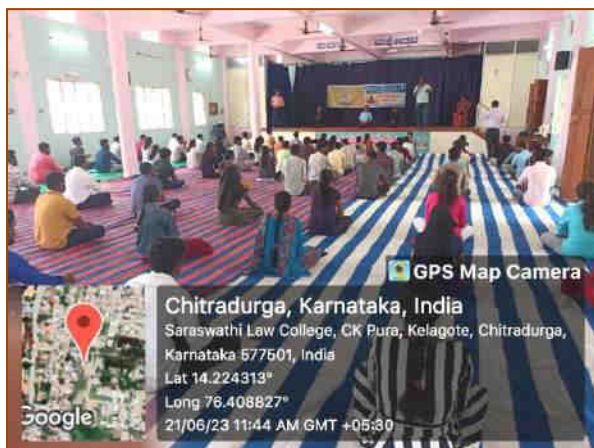 GPS Map Camera
Chitradurga, Karnataka, India
Saraswathi Law College, CK Pura, Kelagote, Chitradurga,
Karnataka 577501, India
Lat 14.224313°
Long 76.408827°
21/06/23 11:44 AM GMT +05:30
Google